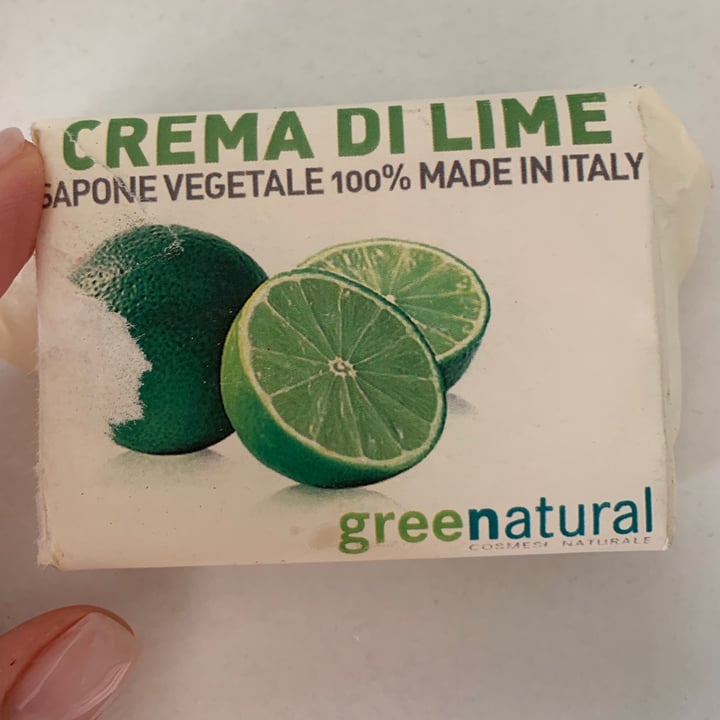 CREMA DI LIME
SAPONE VEGETALE 100% MADE IN ITALY
greenatural
COSMESI NATURALE